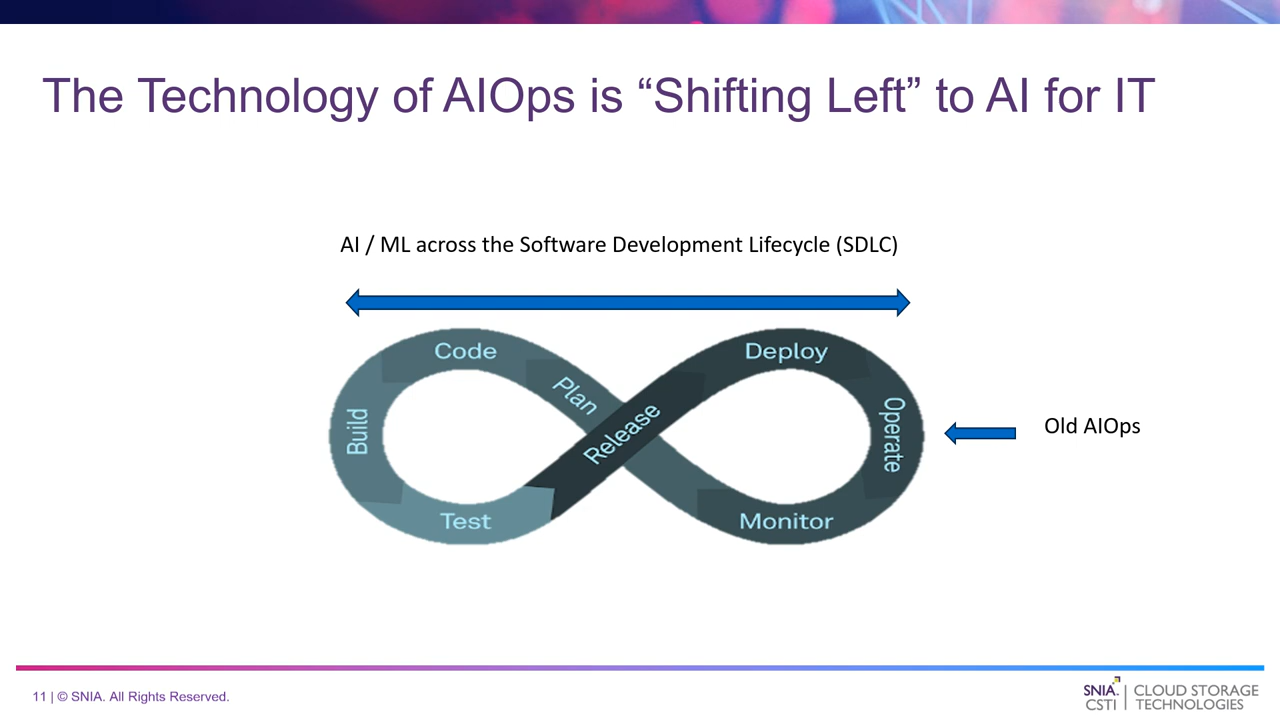 The Technology of AIOps is “Shifting Left” to AI for IT
AI / ML across the Software Development Lifecycle (SDLC)
Code
Plan
Build
Release
Test
Deploy
Operate
Monitor
Old AIOps
11 | © SNIA. All Rights Reserved.
SNIA.
CSTI
CLOUD STORAGE
TECHNOLOGIES